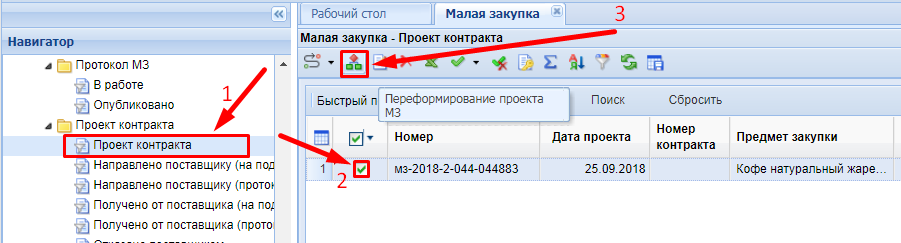 Рабочий стол
Малая закупка
3
Навигатор
Малая закупка - Проект контракта
Протокол МЗ
В работе
Опубликовано
1
Проект контракта
Проект контракта
Направлено поставщику (на под
Направлено поставщику (прото
Получено от поставщика (на по
Получено от поставщика (прото
Быстрый п
Переформирование проекта
МЗ
Поиск
Сбросить
Номер
Дата проекта
Номер
контракта
Предмет закупки
2
1
мз-2018-2-044-044883
25.09.2018
Кофе натуральный жаре...